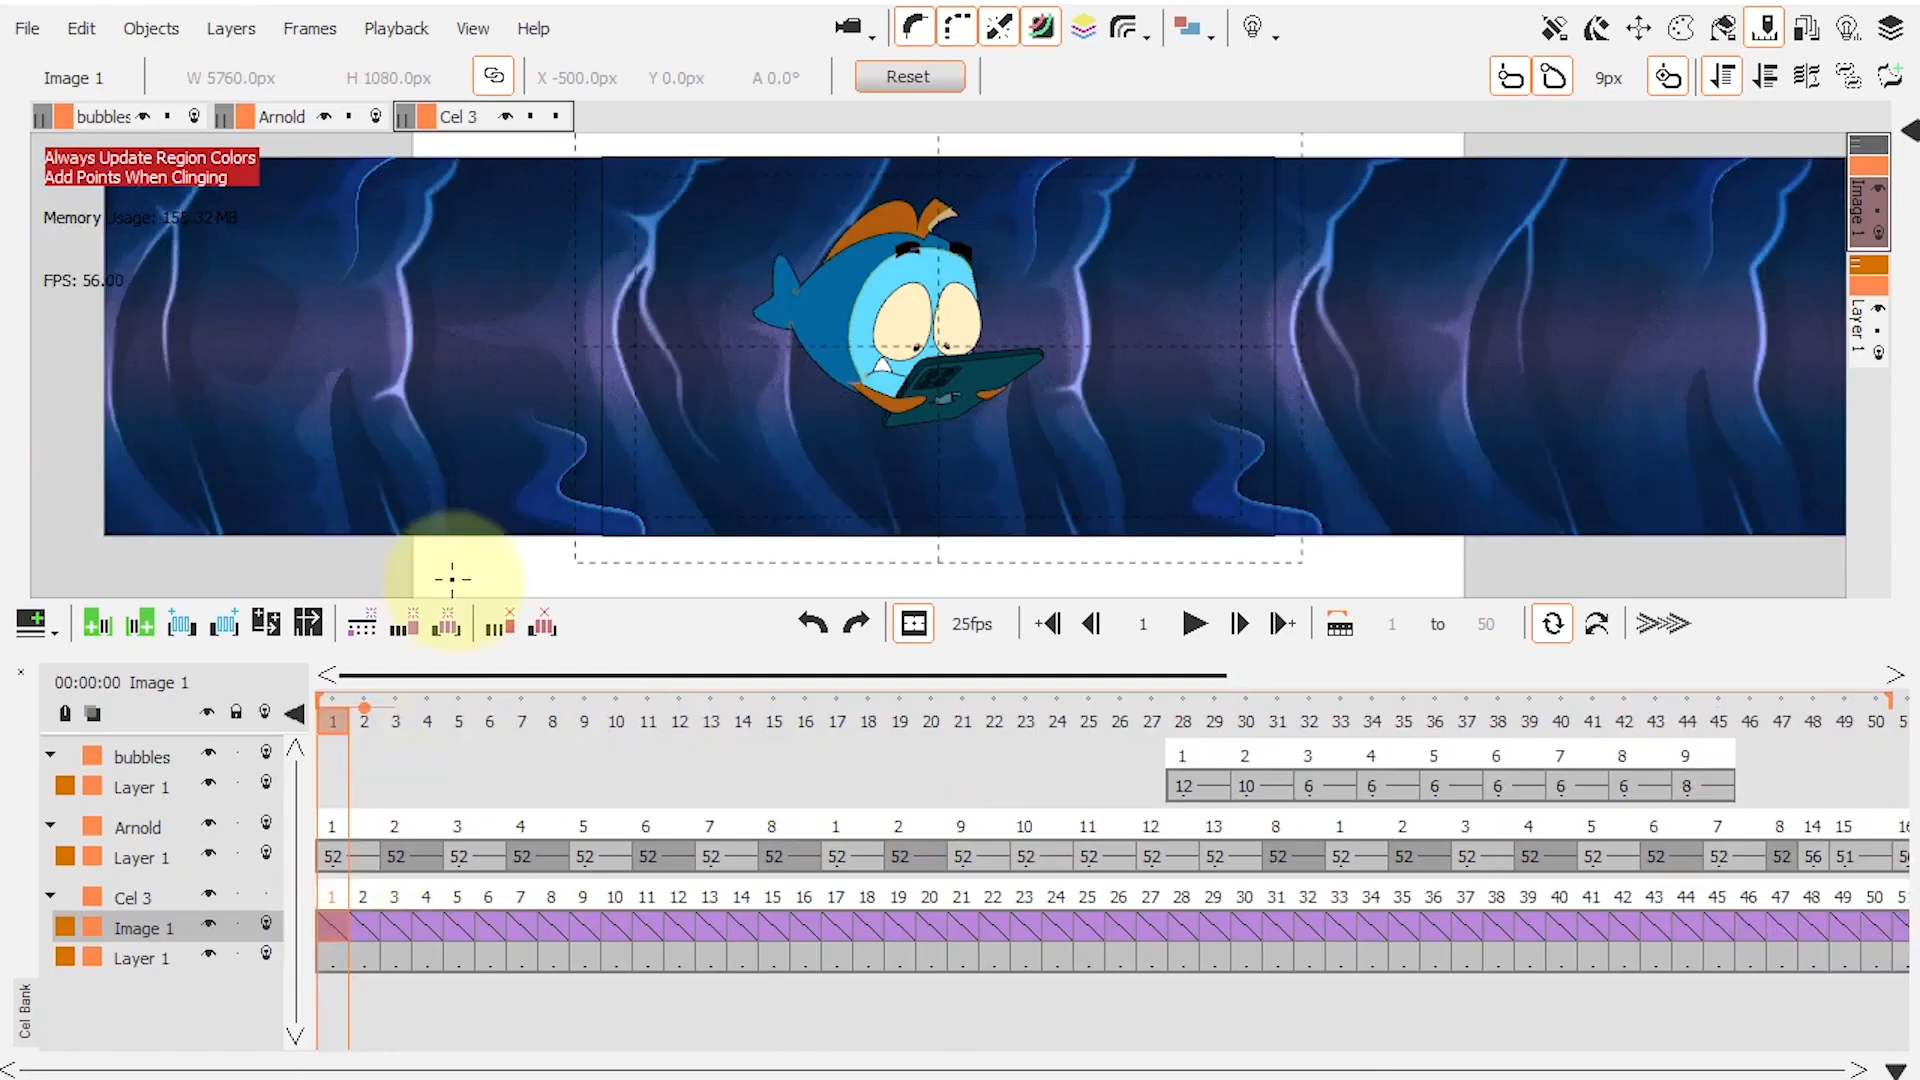 File Edit Objects Layers Frames Playback View Help
Image 1 W 5760.0px H 1080.0px X -500.0px Y 0.0px A 0.0° Reset 9px
bubbles Arnold Cel 3
Always Update Region Colors
Add Points When Clinging
Memory Usage: 155.32 MB
FPS: 56.00
Image 1
Layer 1
25fps 1 1 to 50
00:00:00 Image 1
1 2 3 4 5 6 7 8 9 10 11 12 13 14 15 16 17 18 19 20 21 22 23 24 25 26 27 28 29 30 31 32 33 34 35 36 37 38 39 40 41 42 43 44 45 46 47 48 49 50
bubbles 1 2 3 4 5 6 7 8 9
Layer 1 12 10 6 6 6 6 6 6 8
Arnold 1 2 3 4 5 6 7 8 1 2 9 10 11 12 13 8 1 2 3 4 5 6 7 8 14 15
Layer 1 52 52 52 52 52 52 52 52 52 52 52 52 52 52 52 52 52 52 52 52 52 52 52 52 56 51
Cel 3 1 2 3 4 5 6 7 8 9 10 11 12 13 14 15 16 17 18 19 20 21 22 23 24 25 26 27 28 29 30 31 32 33 34 35 36 37 38 39 40 41 42 43 44 45 46 47 48 49 50
Image 1
Layer 1
Cel Bank